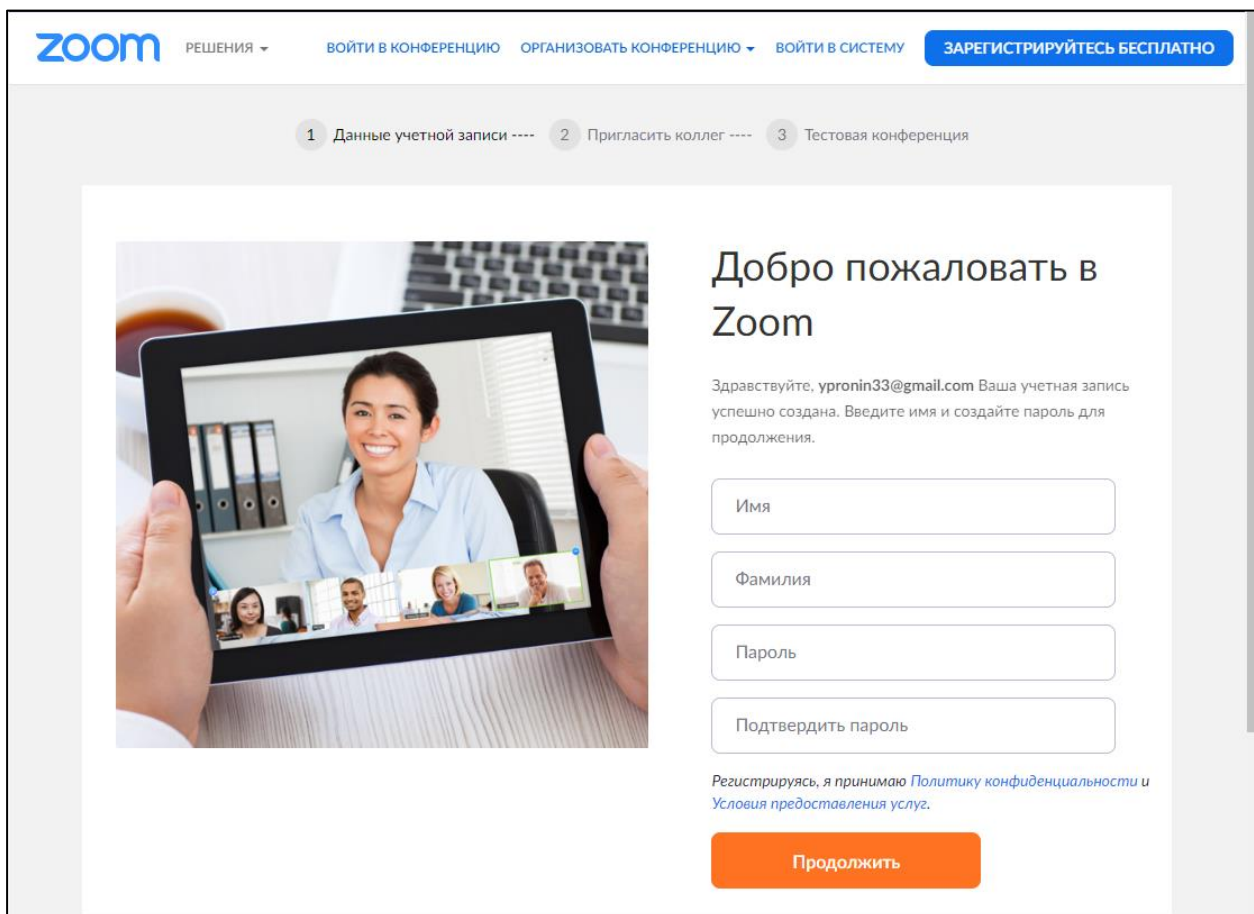 zoom РЕШЕНИЯ ВОЙТИ В КОНФЕРЕНЦИЮ ОРГАНИЗОВАТЬ КОНФЕРЕНЦИЮ ВОЙТИ В СИСТЕМУ ЗАРЕГИСТРИРУЙТЕСЬ БЕСПЛАТНО
1 Данные учетной записи ---- 2 Пригласить коллег ---- 3 Тестовая конференция
Добро пожаловать в
Zoom
Здравствуйте, ypronin33@gmail.com Ваша учетная запись
успешно создана. Введите имя и создайте пароль для
продолжения.
Имя
Фамилия
Пароль
Подтвердить пароль
Регистрируясь, я принимаю Политику конфиденциальности и
Условия предоставления услуг.
Продолжить